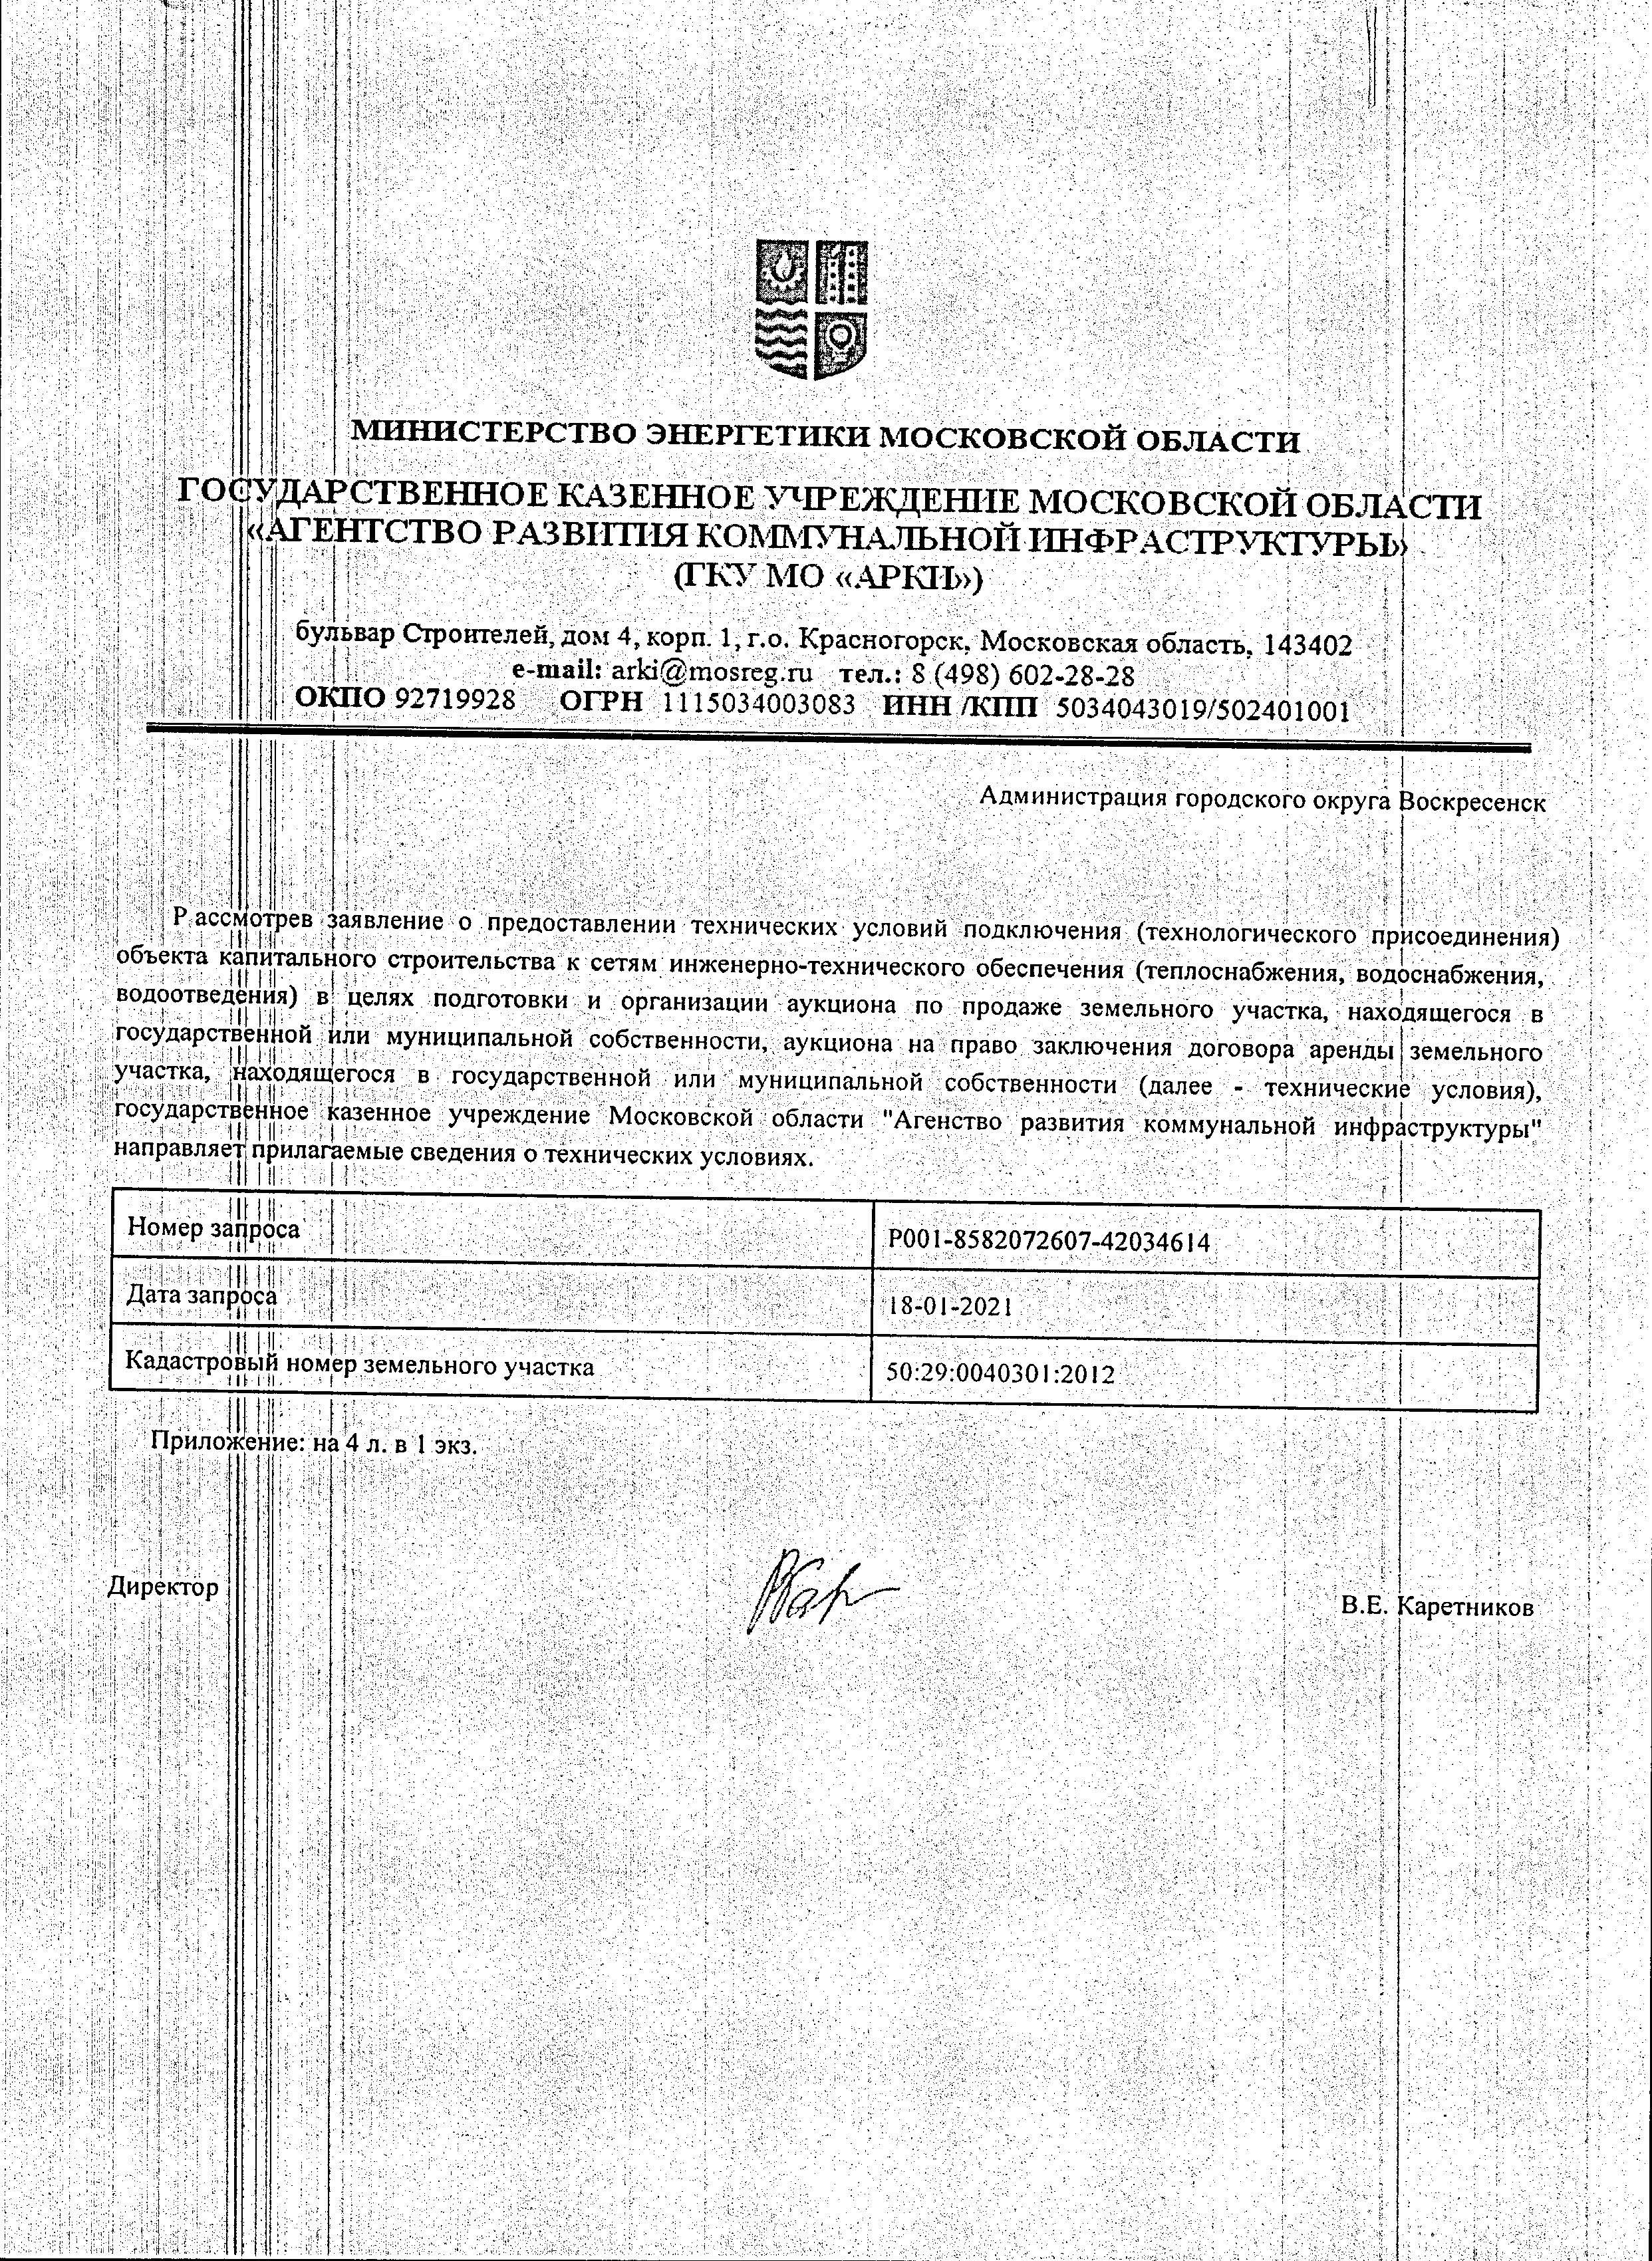 МИНИСТЕРСТВО ЭНЕРГЕТИКИ МОСКОВСКОЙ ОБЛАСТИ
ГОСУДАРСТВЕННОЕ КАЗЕННОЕ УЧРЕЖДЕНИЕ МОСКОВСКОЙ ОБЛАСТИ
«АГЕНТСТВО РАЗВИТИЯ КОММУНАЛЬНОЙ ИНФРАСТРУКТУРЫ»
(ГКУ МО «АРКИ»)
бульвар Строителей, дом 4, корп. 1, г.о. Красногорск, Московская область, 143402
e-mail: arki@mosreg.ru тел.: 8 (498) 602-28-28
ОКПО 92719928 ОГРН 1115034003083 ИНН /КПП 5034043019/502401001
Администрация городского округа Воскресенск
Рассмотрев заявление о предоставлении технических условий подключения (технологического присоединения)
объекта капитального строительства к сетям инженерно-технического обеспечения (теплоснабжения, водоснабжения,
водоотведения) в целях подготовки и организации аукциона по продаже земельного участка, находящегося в
государственной или муниципальной собственности, аукциона на право заключения договора аренды земельного
участка, находящегося в государственной или муниципальной собственности (далее - технические условия),
государственное казенное учреждение Московской области "Агенство развития коммунальной инфраструктуры"
направляет прилагаемые сведения о технических условиях.
Номер запроса P001-8582072607-42034614
Дата запроса 18-01-2021
Кадастровый номер земельного участка 50:29:0040301:2012
Приложение: на 4 л. в 1 экз.
Директор В.Е. Каретников